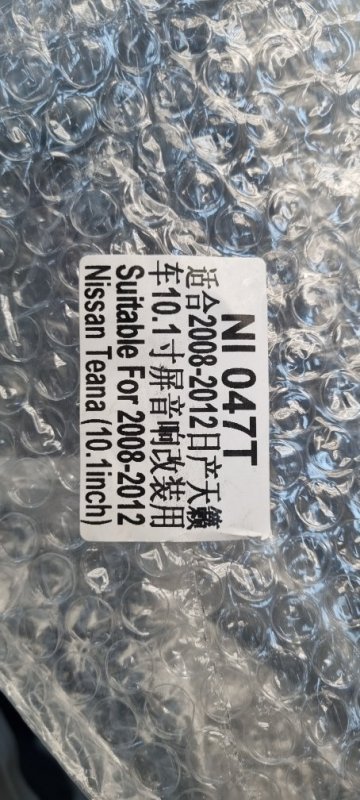 NI 047T
适合2008-2012日产天籁
车10.1寸屏音响改装用
Suitable For 2008-2012
Nissan Teana (10.1inch)